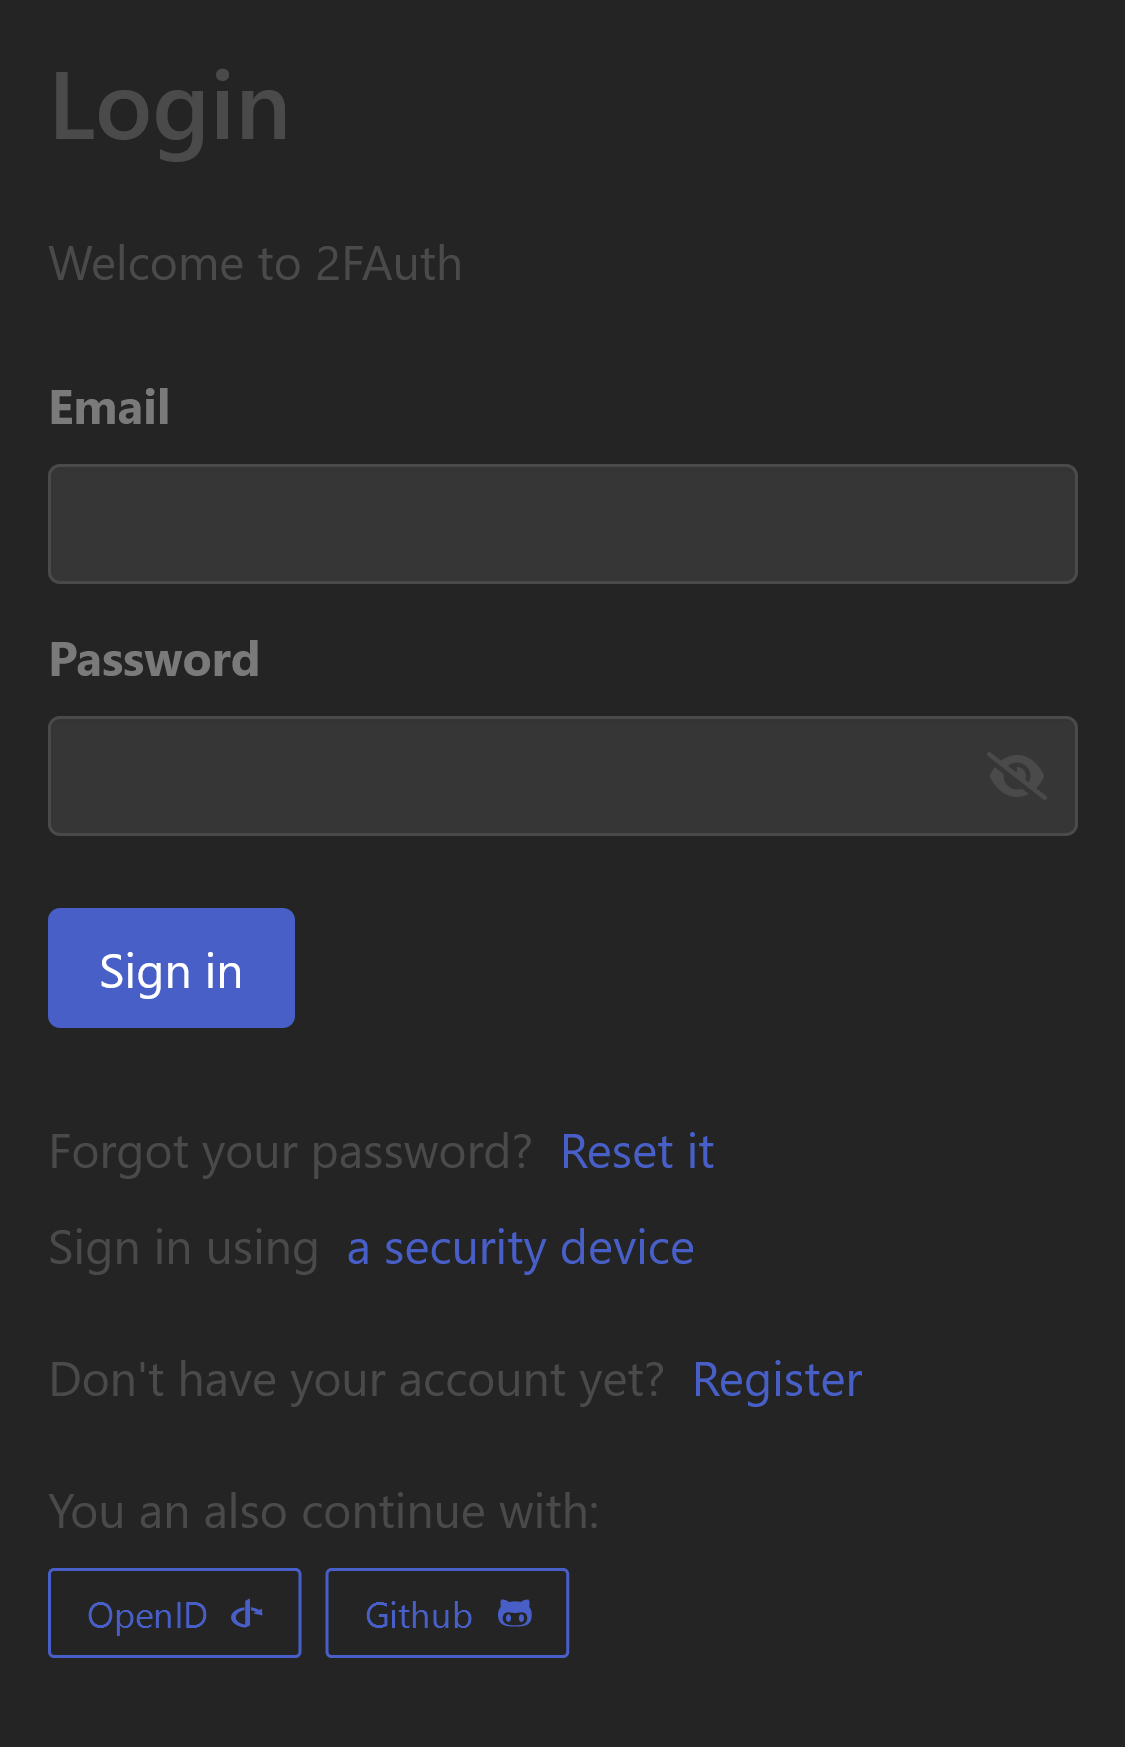 Login
Welcome to 2FAuth
Email
Password
Sign in
Forgot your password? Reset it
Sign in using a security device
Don't have your account yet? Register
You an also continue with:
OpenID Github